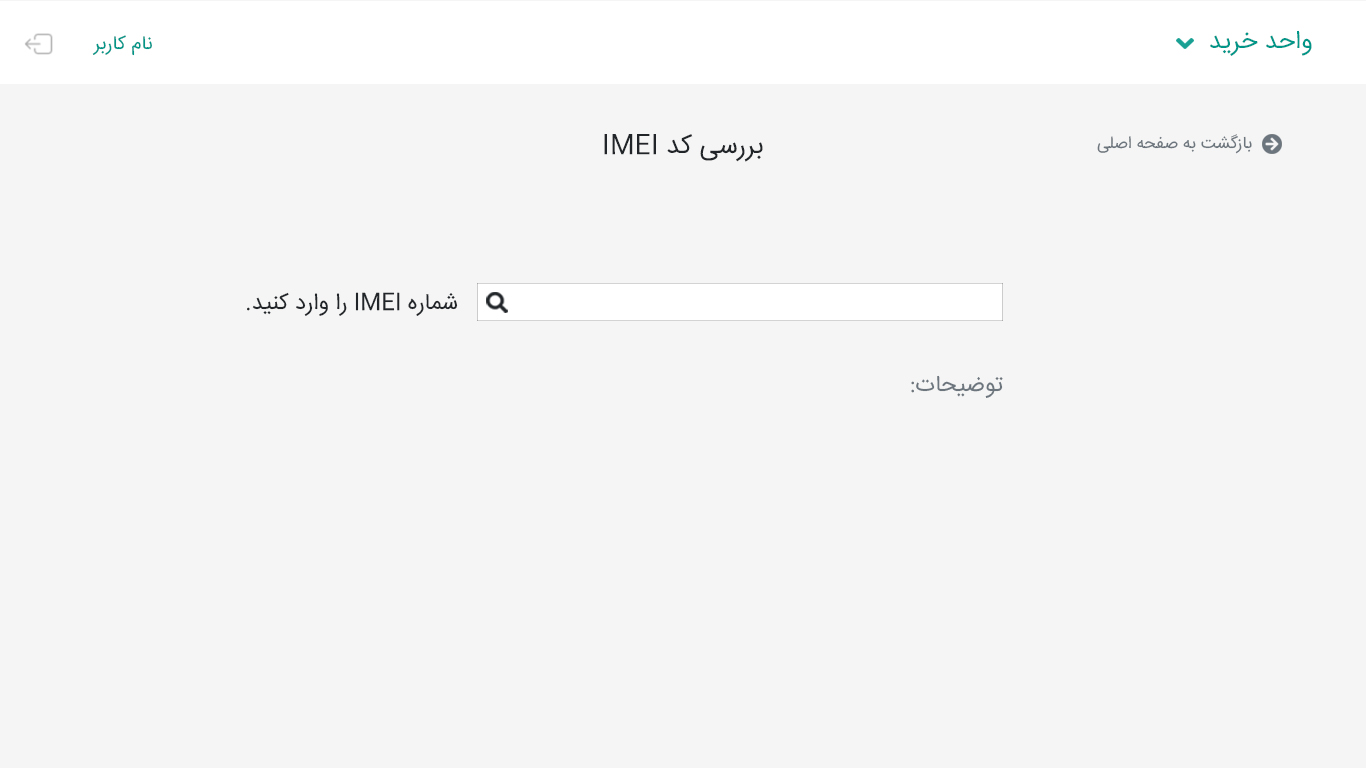 واحد خرید
نام کاربر
بازگشت به صفحه اصلی
بررسی کد IMEI
شماره IMEI را وارد کنید.
توضیحات: